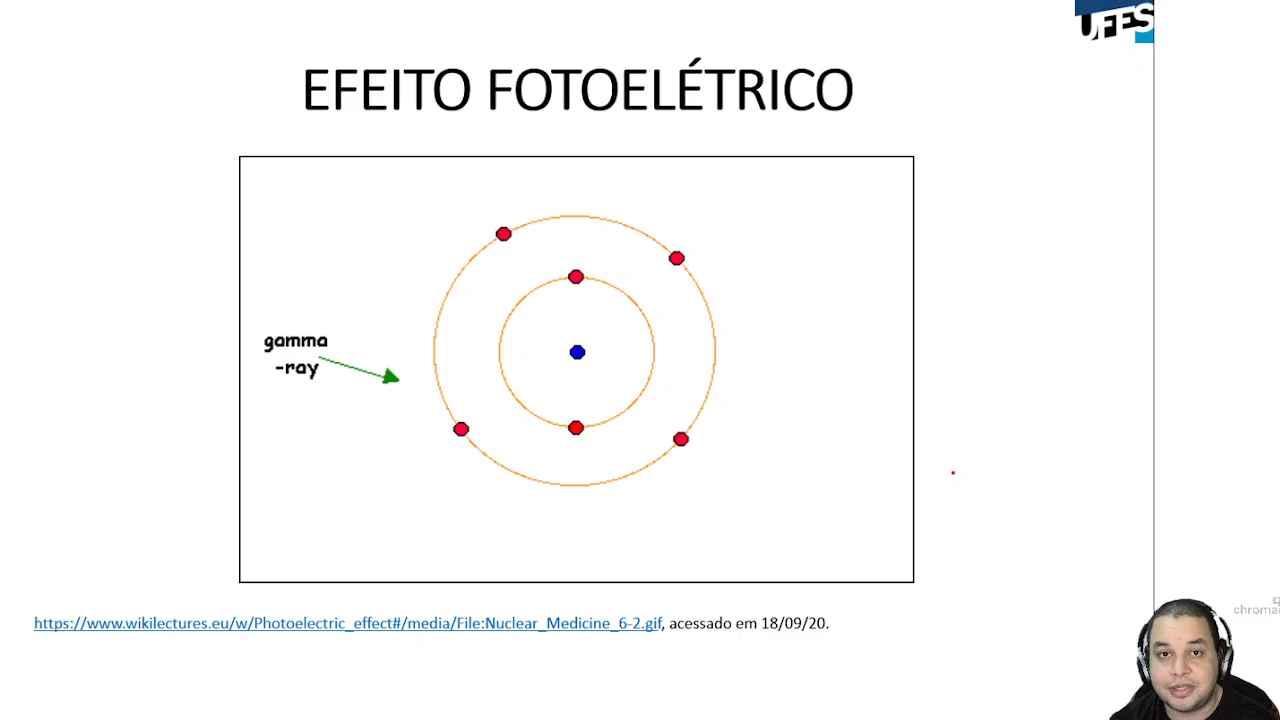 UFES
EFEITO FOTOELÉTRICO
gamma
-ray
https://www.wikilectures.eu/w/Photoelectric_effect#/media/File:Nuclear_Medicine_6-2.gif, acessado em 18/09/20.